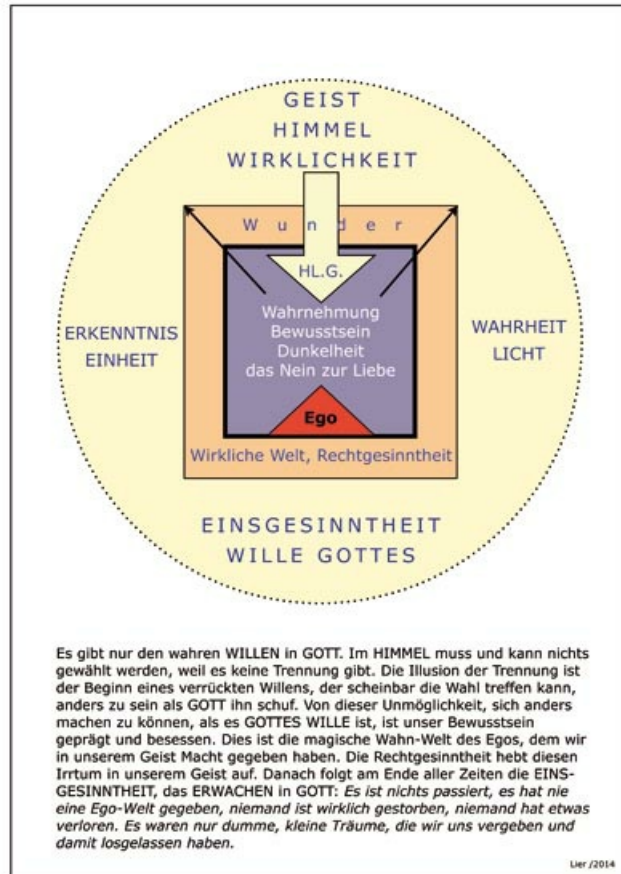 GEIST
HIMMEL
WIRKLICHKEIT
Wunder
HL.G.
Wahrnehmung
Bewusstsein
Dunkelheit
das Nein zur Liebe
ERKENNTNIS
EINHEIT
WAHRHEIT
LICHT
Ego
Wirkliche Welt, Rechtgesinntheit
EINSGESINNTHEIT
WILLE GOTTES
Es gibt nur den wahren WILLEN in GOTT. Im HIMMEL muss und kann nichts
gewählt werden, weil es keine Trennung gibt. Die Illusion der Trennung ist
der Beginn eines verrückten Willens, der scheinbar die Wahl treffen kann,
anders zu sein als GOTT ihn schuf. Von dieser Unmöglichkeit, sich anders
machen zu können, als es GOTTES WILLE ist, ist unser Bewusstsein
geprägt und besessen. Dies ist die magische Wahn-Welt des Egos, dem wir
in unserem Geist Macht gegeben haben. Die Rechtgesinntheit hebt diesen
Irrtum in unserem Geist auf. Danach folgt am Ende aller Zeiten die EINS-
GESINNTHEIT, das ERWACHEN in GOTT: Es ist nichts passiert, es hat nie
eine Ego-Welt gegeben, niemand ist wirklich gestorben, niemand hat etwas
verloren. Es waren nur dumme, kleine Träume, die wir uns vergeben und
damit losgelassen haben.
Lier /2014